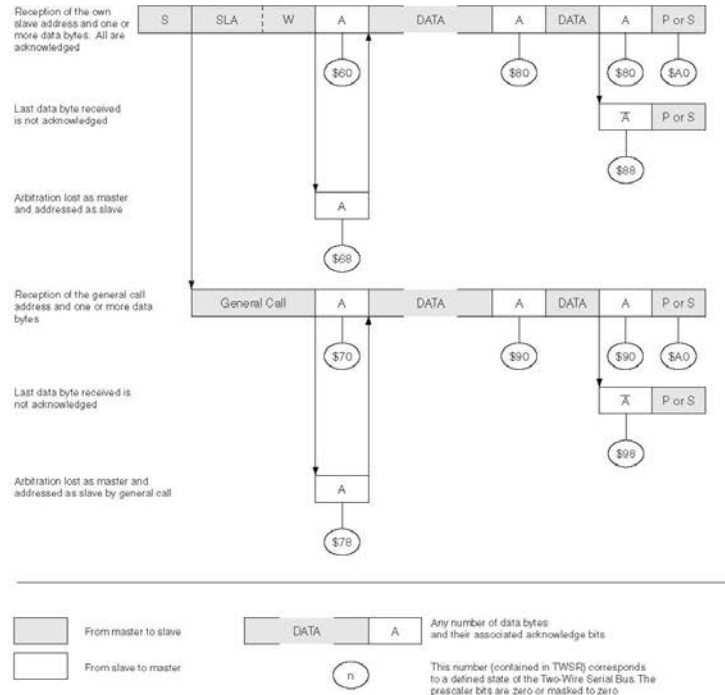 Reception of the own
slave address and one or
more data bytes. All are
acknowledged
S SLA W A DATA A DATA A P or S
$60 $80 $80 $A0
Last data byte received
is not acknowledged
A P or S
$88
Arbitration lost as master
and addressed as slave
A
$68
Reception of the general call
address and one or more data
bytes
General Call A DATA A DATA A P or S
$70 $90 $90 $A0
Last data byte received is
not acknowledged
A P or S
$98
Arbitration lost as master and
addressed as slave by general call
A
$78
From master to slave
DATA A
Any number of data bytes
and their associated acknowledge bits
From slave to master
n
This number (contained in TWSR) corresponds
to a defined state of the Two-Wire Serial Bus. The
prescaler bits are zero or masked to zero